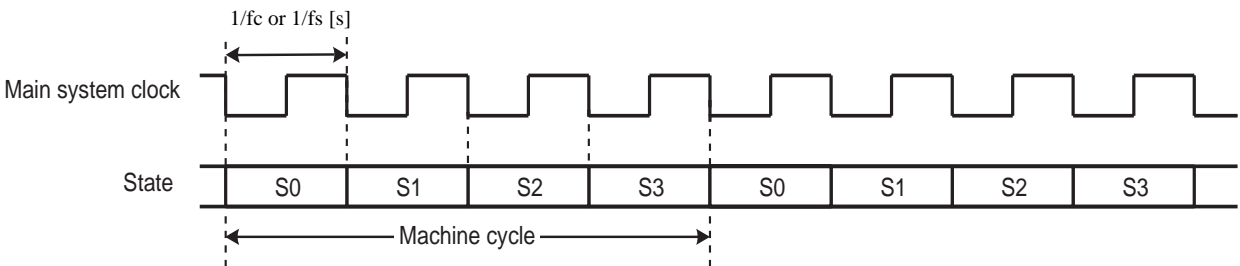 1/fc or 1/fs [s]
Main system clock
State S0 S1 S2 S3 S0 S1 S2 S3
Machine cycle